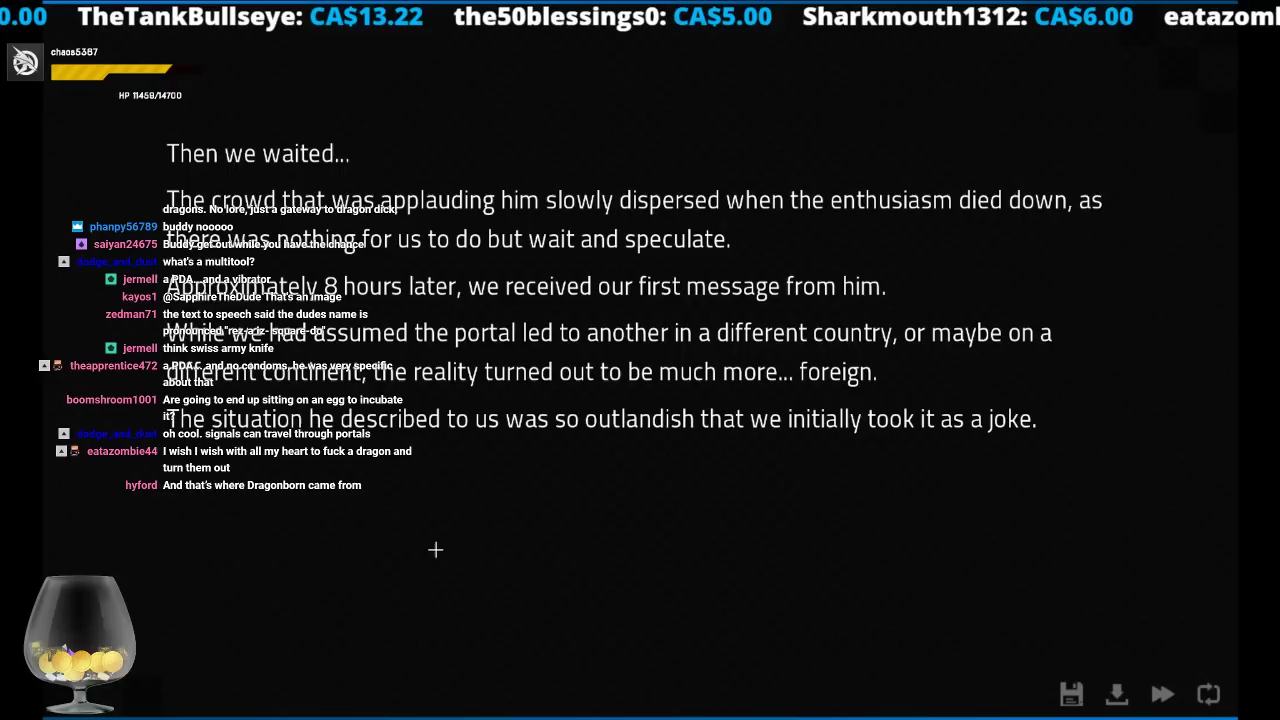 0.00 TheTankBullseye: CA$13.22 the50blessings0: CA$5.00 Sharkmouth1312: CA$6.00 eatazomb
chaos5387
HP 11459/14700
Then we waited...
The crowd that was applauding him slowly dispersed when the enthusiasm died down, as
there was nothing for us to do but wait and speculate.
Approximately 8 hours later, we received our first message from him.
While we had assumed the portal led to another in a different country, or maybe on a
different continent, the reality turned out to be much more... foreign.
The situation he described to us was so outlandish that we initially took it as a joke.
dragons. No lore, just a gateway to dragon dick,
phanpy56789 buddy nooooo
saiyan24675 Buddy get out while you have the chance
dodge_and_dust what's a multitool?
jermell a PDA.. and a vibrator
kayos1 @SapphireTheDude That's an image
zedman71 the text to speech said the dudes name is
pronounced "rez-a-iz- square-do"
jermell think swiss army knife
theapprentice472 a PDA... and no condoms, he was very specific
about that
boomshroom1001 Are going to end up sitting on an egg to incubate
it?
dodge_and_dust oh cool. signals can travel through portals
eatazombie44 I wish I wish with all my heart to fuck a dragon and
turn them out
hyford And that's where Dragonborn came from